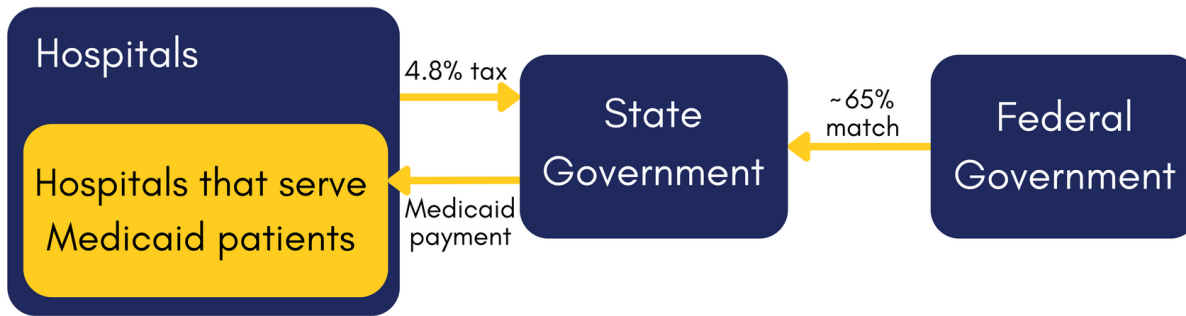 Hospitals
Hospitals that serve
Medicaid patients
4.8% tax
Medicaid
payment
State
Government
~65%
match
Federal
Government